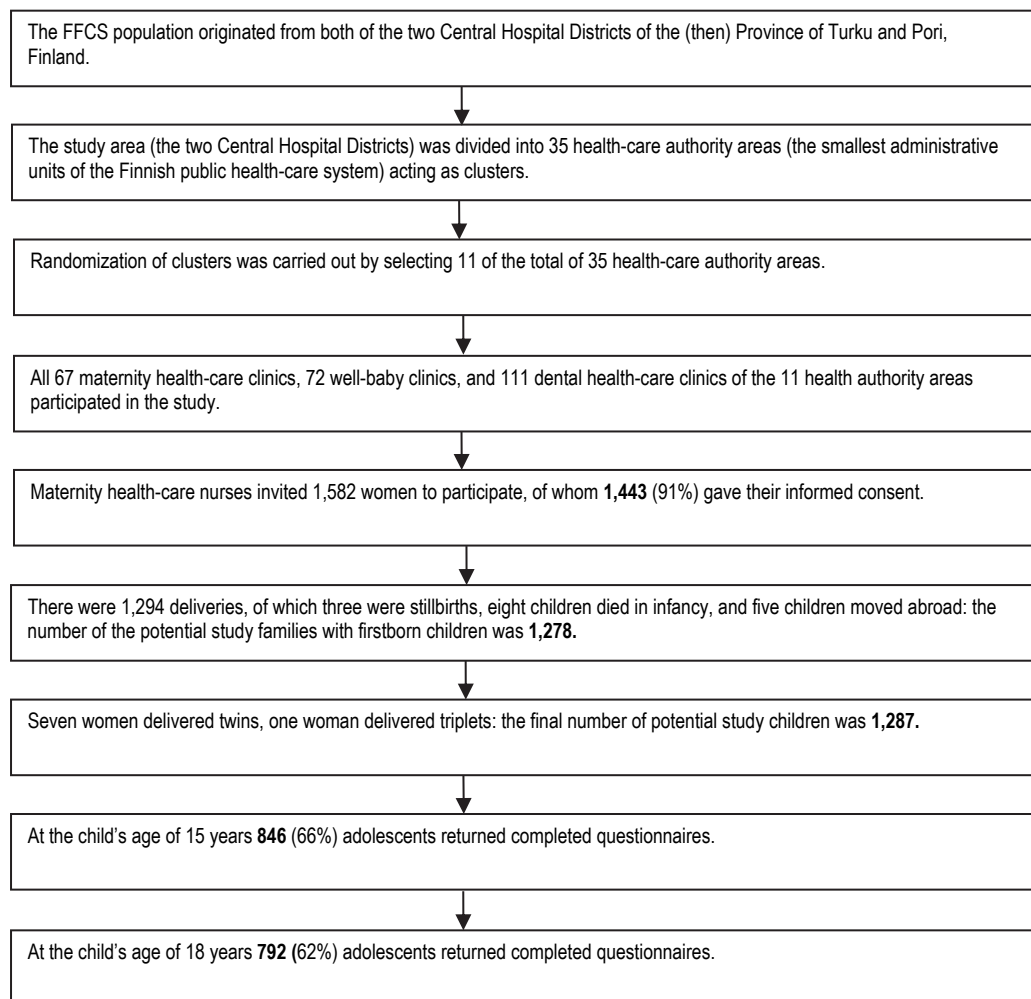 The FFCS population originated from both of the two Central Hospital Districts of the (then) Province of Turku and Pori,
Finland.
The study area (the two Central Hospital Districts) was divided into 35 health-care authority areas (the smallest administrative
units of the Finnish public health-care system) acting as clusters.
Randomization of clusters was carried out by selecting 11 of the total of 35 health-care authority areas.
All 67 maternity health-care clinics, 72 well-baby clinics, and 111 dental health-care clinics of the 11 health authority areas
participated in the study.
Maternity health-care nurses invited 1,582 women to participate, of whom 1,443 (91%) gave their informed consent.
There were 1,294 deliveries, of which three were stillbirths, eight children died in infancy, and five children moved abroad: the
number of the potential study families with firstborn children was 1,278.
Seven women delivered twins, one woman delivered triplets: the final number of potential study children was 1,287.
At the child’s age of 15 years 846 (66%) adolescents returned completed questionnaires.
At the child’s age of 18 years 792 (62%) adolescents returned completed questionnaires.